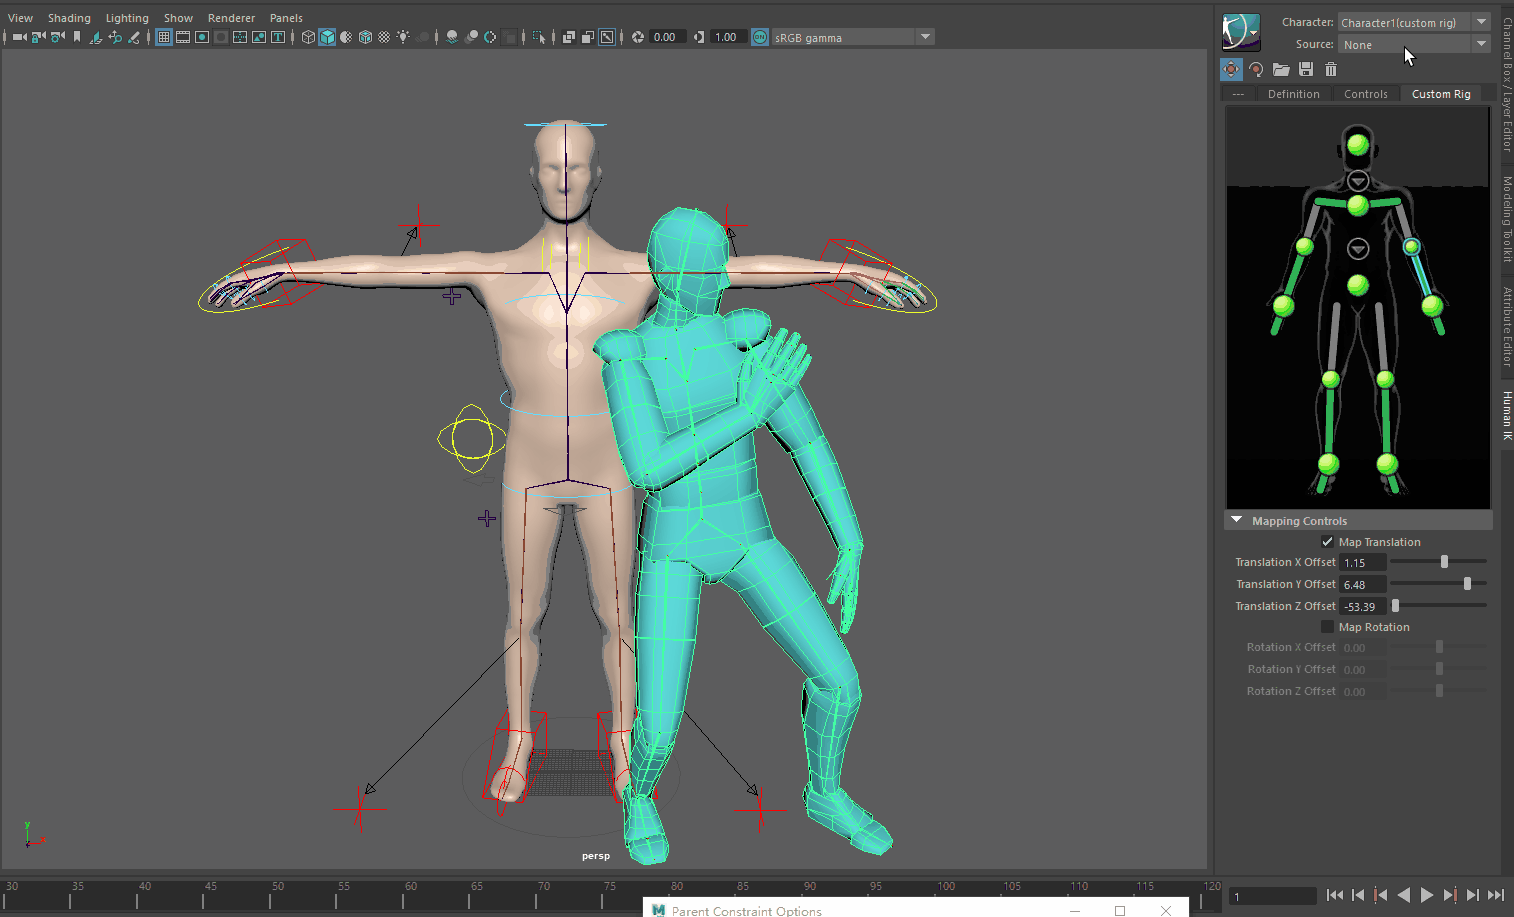 View Shading Lighting Show Renderer Panels
0.00 1.00 ON sRGB gamma
Character: Character1(custom rig)
Source: None
--- Definition Controls Custom Rig
Channel Box / Layer Editor
Modeling Toolkit
Attribute Editor
Human IK
Mapping Controls
Map Translation
Translation X Offset 1.15
Translation Y Offset 6.48
Translation Z Offset -53.39
Map Rotation
Rotation X Offset 0.00
Rotation Y Offset 0.00
Rotation Z Offset 0.00
y
x
persp
30 35 40 45 50 55 60 65 70 75 80 85 90 95 100 105 110 115 120
1
M Parent Constraint Options